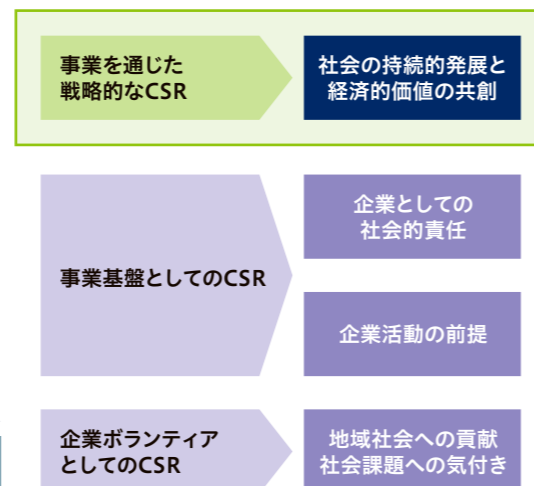 事業を通じた
戦略的なCSR
社会の持続的発展と
経済的価値の共創
事業基盤としてのCSR
企業としての
社会的責任
企業活動の前提
企業ボランティア
としてのCSR
地域社会への貢献
社会課題への気付き